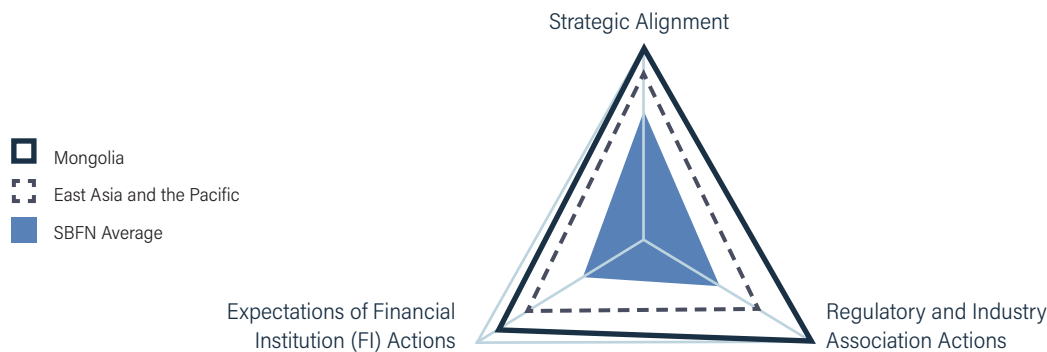 Strategic Alignment
Mongolia
East Asia and the Pacific
SBFN Average
Expectations of Financial
Institution (FI) Actions
Regulatory and Industry
Association Actions